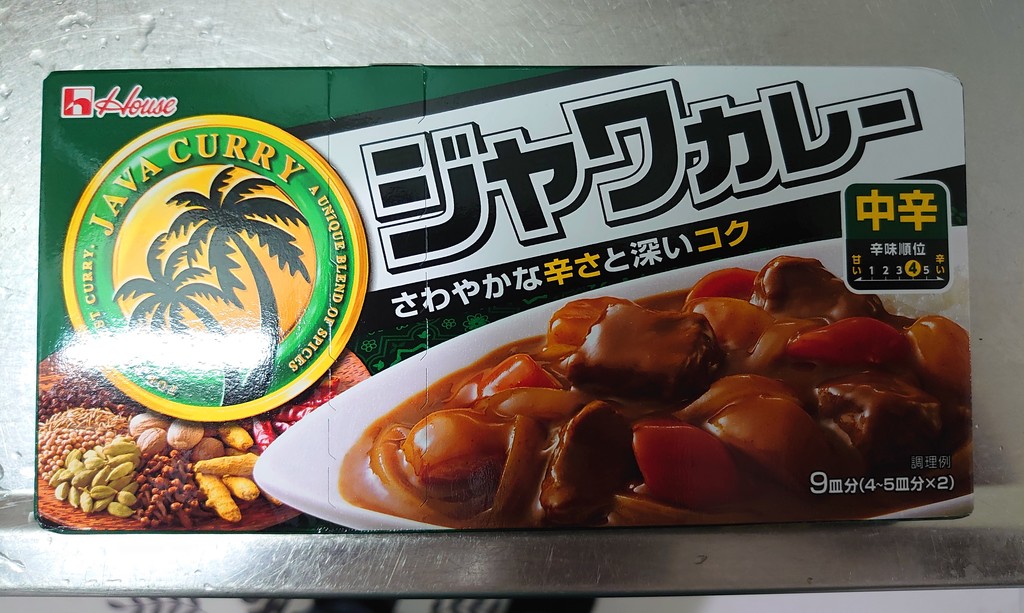 House
JAVA CURRY
A UNIQUE BLEND OF SPICES
ジャワカレー
さわやかな辛さと深いコク
中辛
辛味順位
甘い 1 2 3 4 5 辛い
調理例
9皿分(4~5皿分×2)